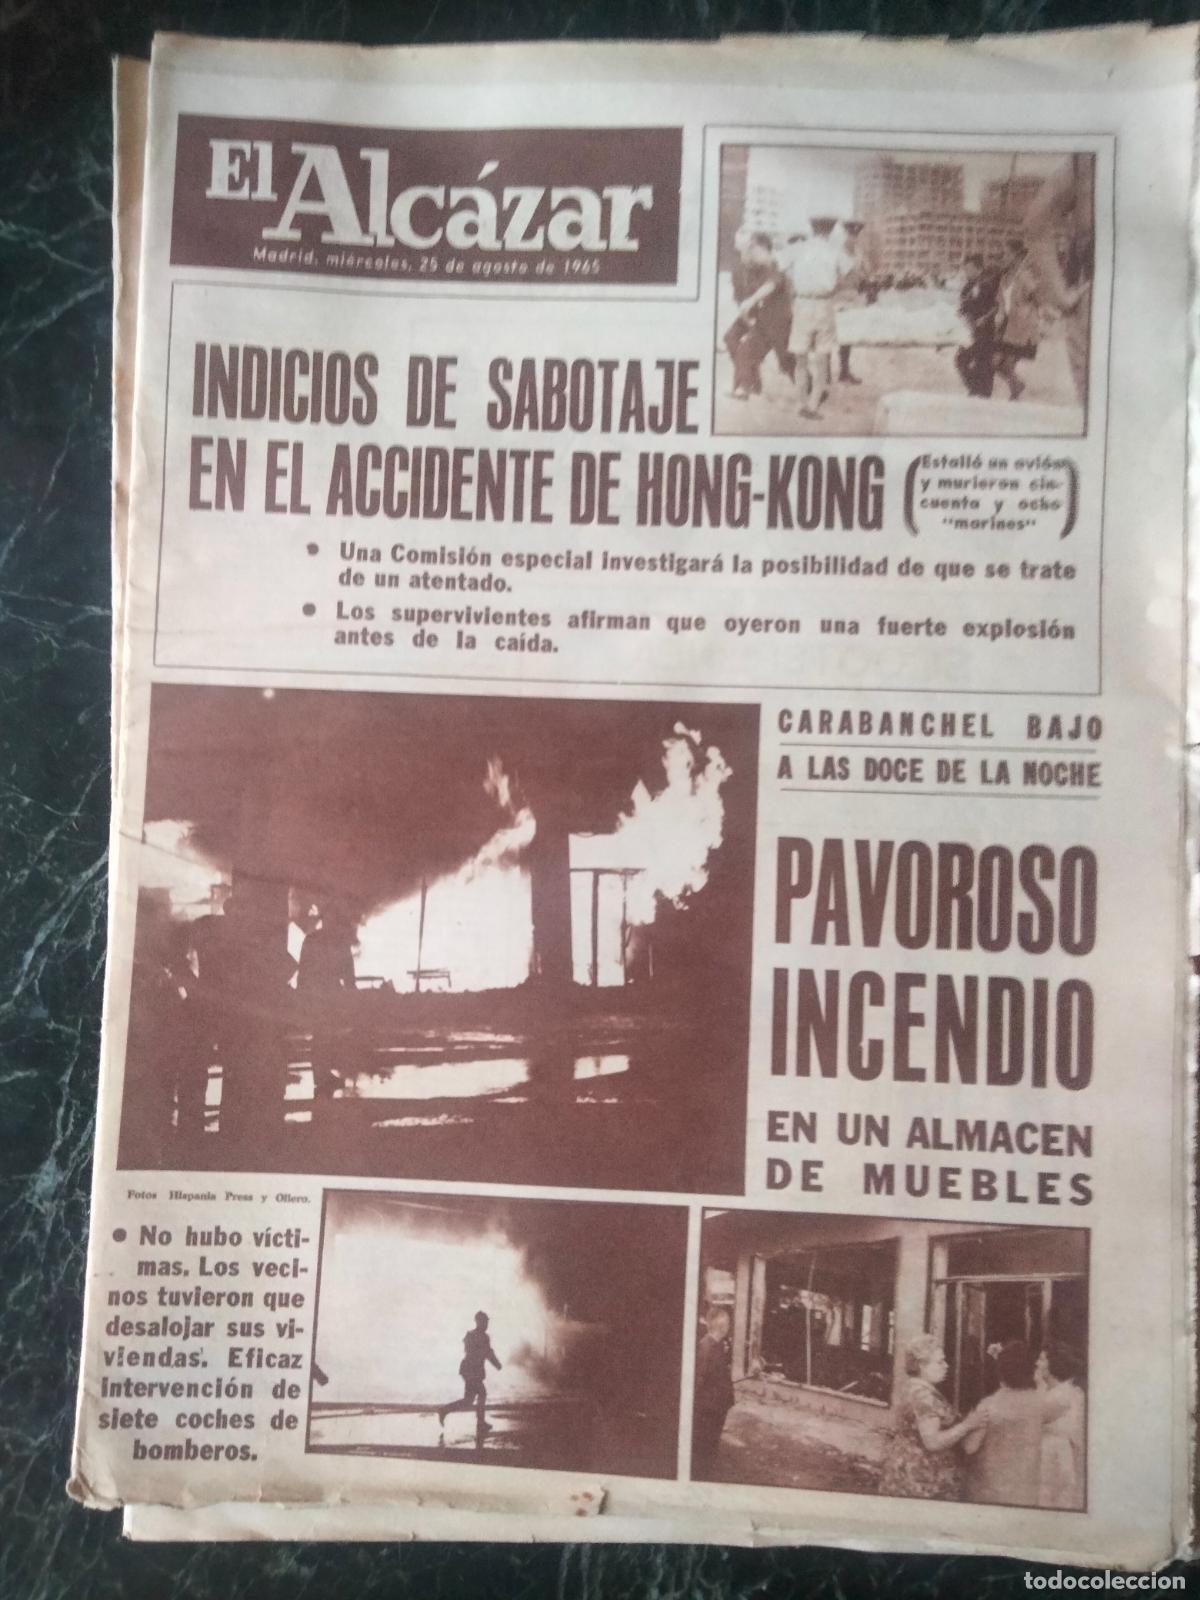 El Alcázar
Madrid, miércoles, 25 de agosto de 1965
INDICIOS DE SABOTAJE
EN EL ACCIDENTE DE HONG-KONG
(Estalló un avión
y murieron cin-
cuenta y ocho
"marines")
• Una Comisión especial investigará la posibilidad de que se trate
de un atentado.
• Los supervivientes afirman que oyeron una fuerte explosión
antes de la caída.
CARABANCHEL BAJO
A LAS DOCE DE LA NOCHE
PAVOROSO
INCENDIO
EN UN ALMACEN
DE MUEBLES
Fotos Hispania Press y Ollero.
• No hubo vícti-
mas. Los veci-
nos tuvieron que
desalojar sus vi-
viendas. Eficaz
intervención de
siete coches de
bomberos.
todocoleccion